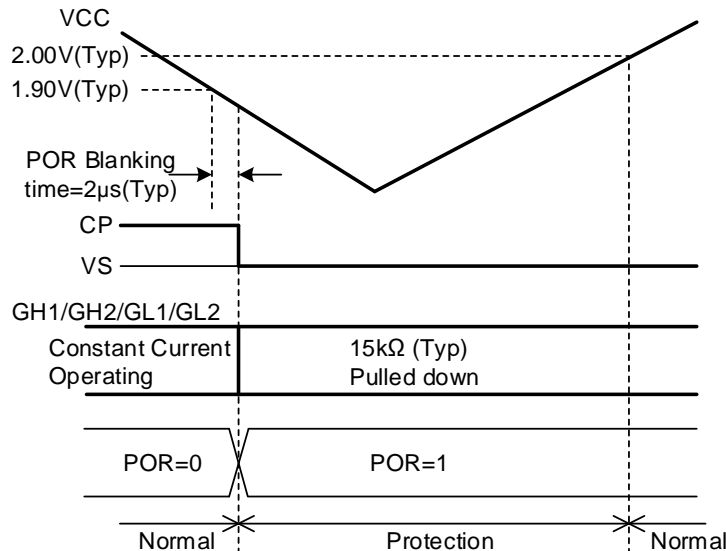 VCC
2.00V(Typ)
1.90V(Typ)
POR Blanking
time=2μs(Typ)
CP
VS
GH1/GH2/GL1/GL2
Constant Current
Operating
15kΩ (Typ)
Pulled down
POR=0
POR=1
Normal
Protection
Normal